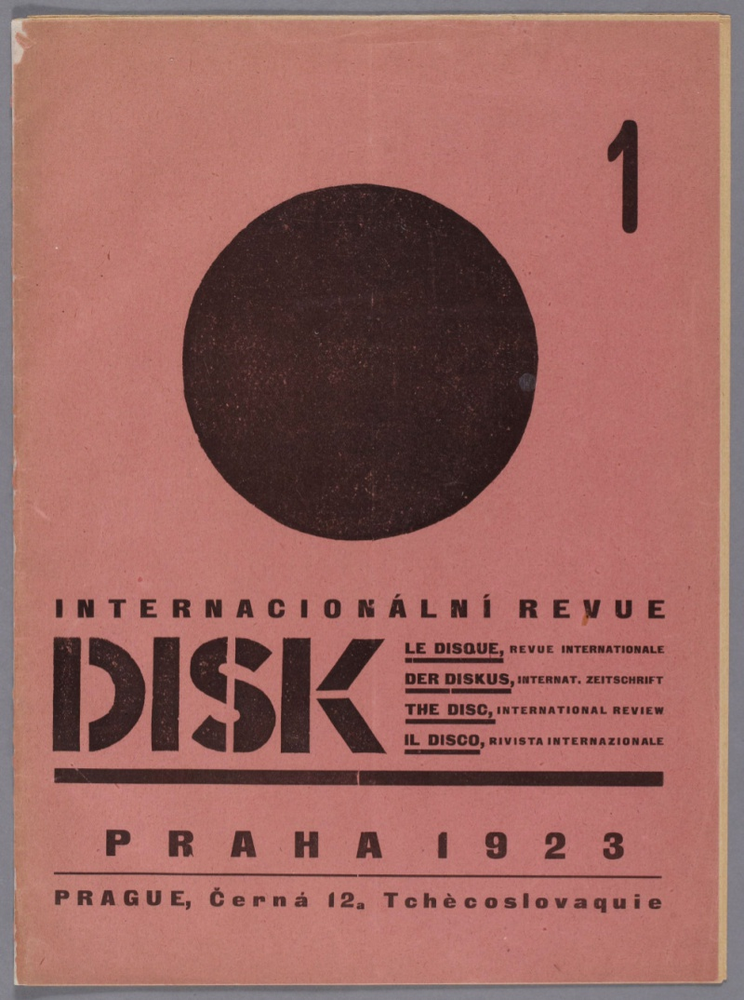 1
INTERNACIONÁLNÍ REVUE
DISK
LE DISQUE, REVUE INTERNATIONALE
DER DISKUS, INTERNAT. ZEITSCHRIFT
THE DISC, INTERNATIONAL REVIEW
IL DISCO, RIVISTA INTERNAZIONALE
PRAHA 1923
PRAGUE, Černá 12a Tchècoslovaquie